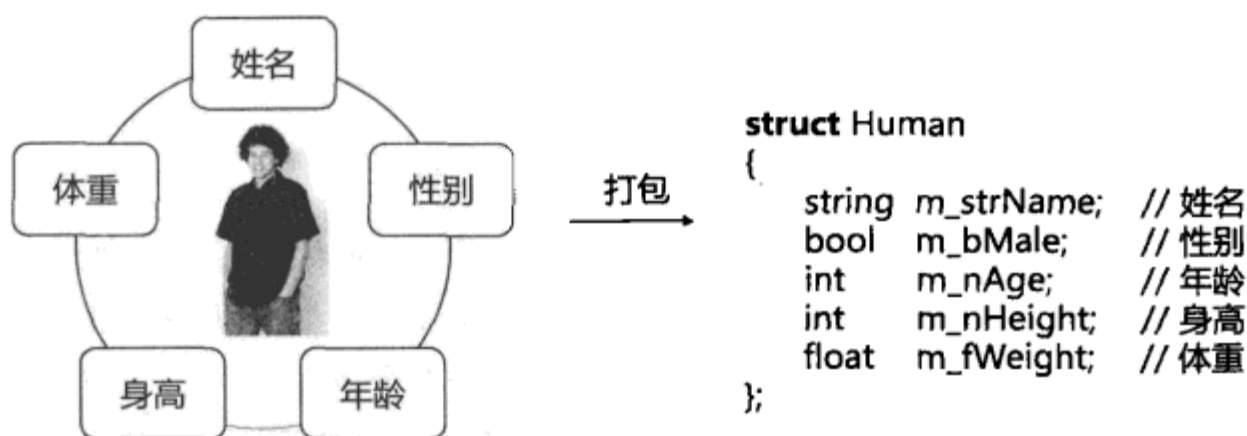 姓名
体重
性别
身高
年龄
打包
struct Human
{
string m_strName; // 姓名
bool m_bMale; // 性别
int m_nAge; // 年龄
int m_nHeight; // 身高
float m_fWeight; // 体重
};